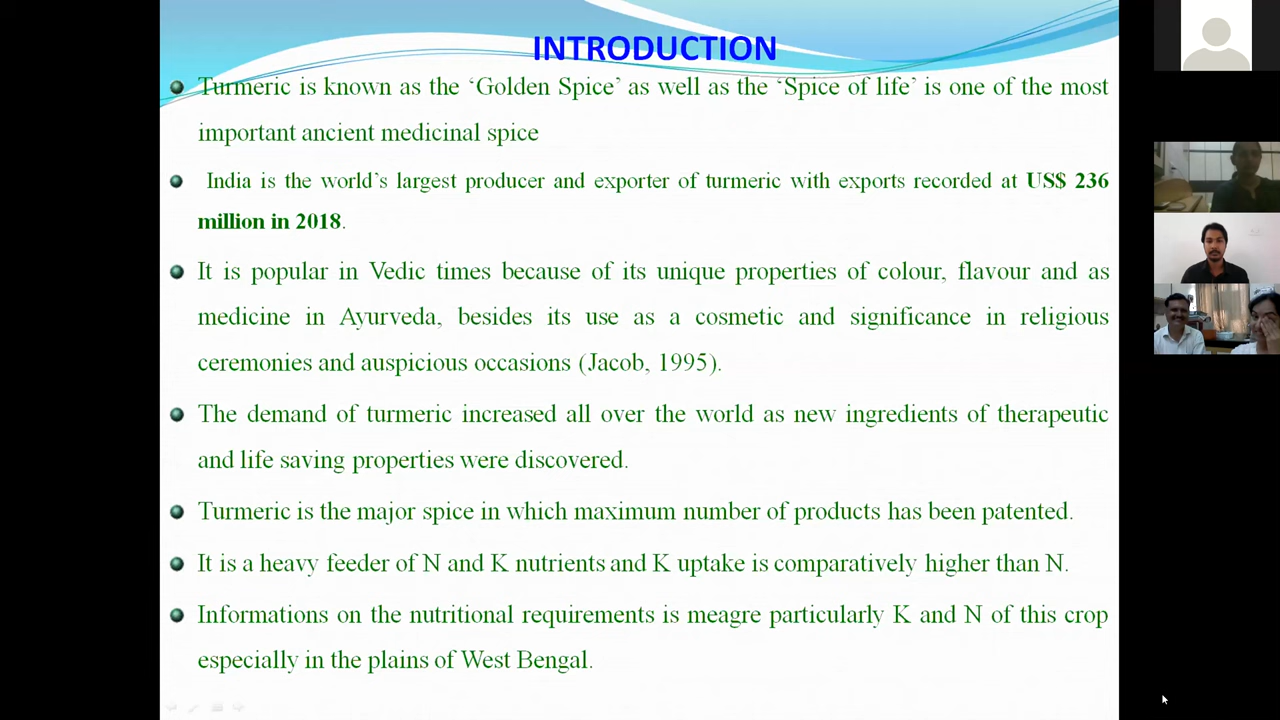 INTRODUCTION
Turmeric is known as the ‘Golden Spice’ as well as the ‘Spice of life’ is one of the most
important ancient medicinal spice
India is the world’s largest producer and exporter of turmeric with exports recorded at US$ 236
million in 2018.
It is popular in Vedic times because of its unique properties of colour, flavour and as
medicine in Ayurveda, besides its use as a cosmetic and significance in religious
ceremonies and auspicious occasions (Jacob, 1995).
The demand of turmeric increased all over the world as new ingredients of therapeutic
and life saving properties were discovered.
Turmeric is the major spice in which maximum number of products has been patented.
It is a heavy feeder of N and K nutrients and K uptake is comparatively higher than N.
Informations on the nutritional requirements is meagre particularly K and N of this crop
especially in the plains of West Bengal.